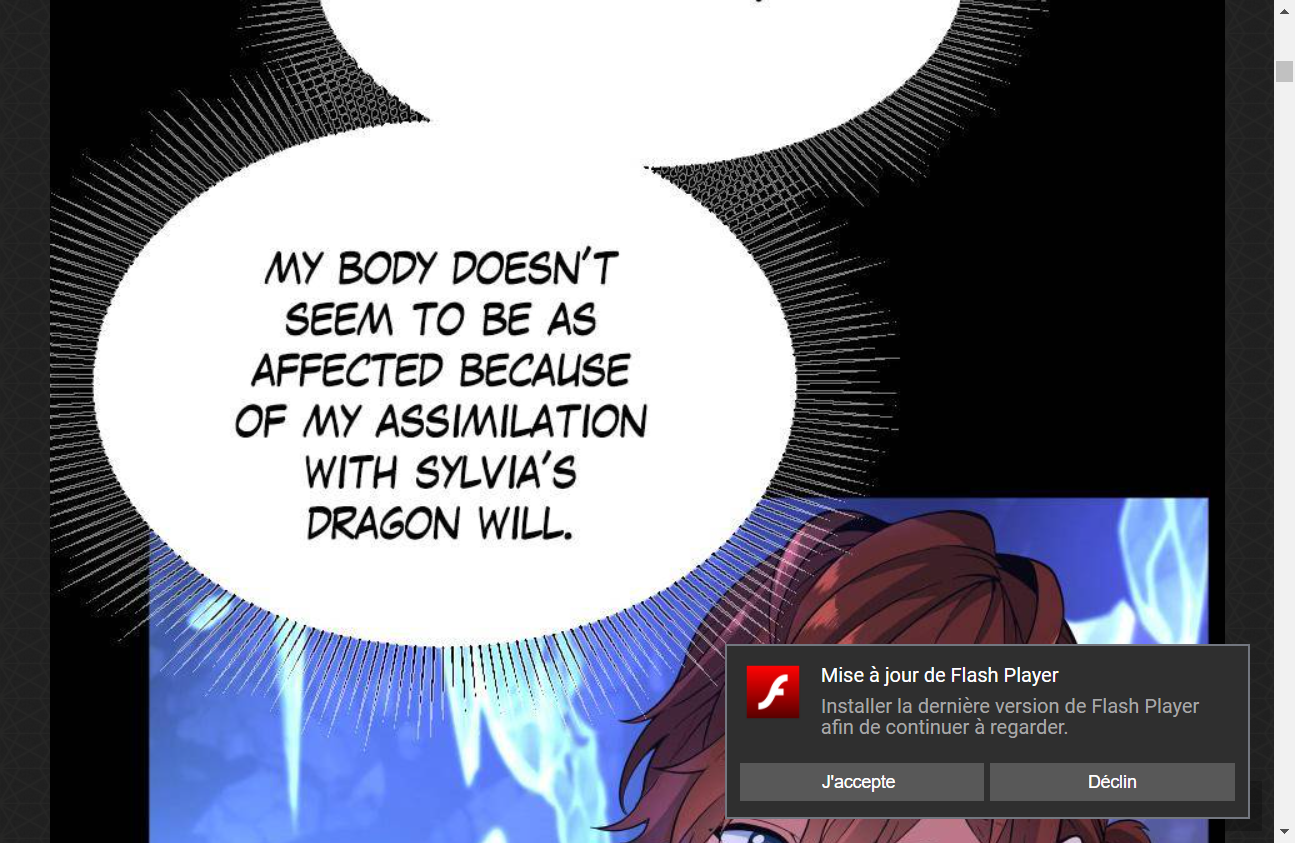 MY BODY DOESN'T
SEEM TO BE AS
AFFECTED BECAUSE
OF MY ASSIMILATION
WITH SYLVIA'S
DRAGON WILL.
Mise à jour de Flash Player
Installer la dernière version de Flash Player
afin de continuer à regarder.
J'accepte
Déclin